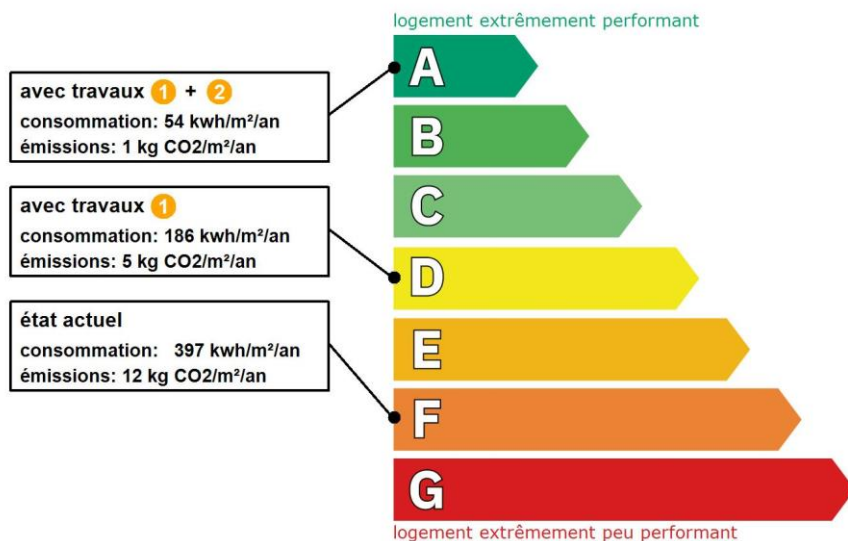 logement extrêmement performant
A
avec travaux 1 + 2
consommation: 54 kwh/m²/an
émissions: 1 kg CO2/m²/an
B
C
avec travaux 1
consommation: 186 kwh/m²/an
émissions: 5 kg CO2/m²/an
D
état actuel
consommation: 397 kwh/m²/an
émissions: 12 kg CO2/m²/an
E
F
G
logement extrêmement peu performant